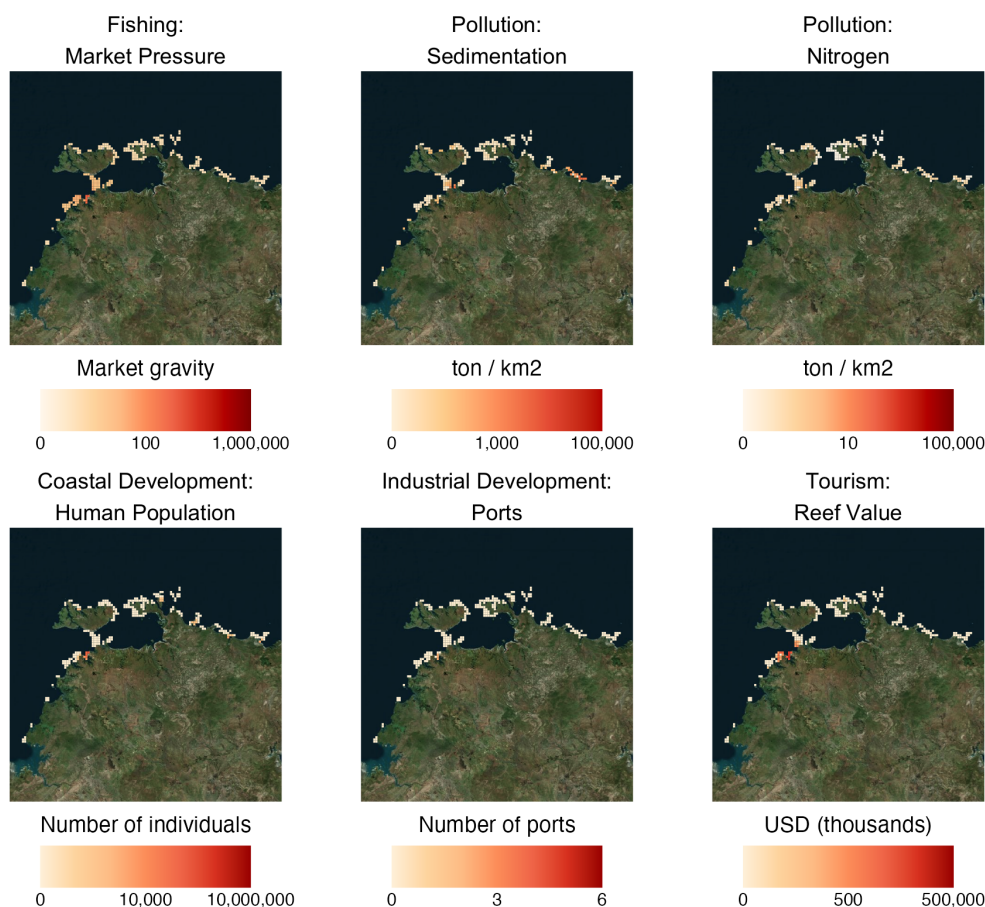 Fishing:
Market Pressure
Pollution:
Sedimentation
Pollution:
Nitrogen
Market gravity
0 100 1,000,000
ton / km2
0 1,000 100,000
ton / km2
0 10 100,000
Coastal Development:
Human Population
Industrial Development:
Ports
Tourism:
Reef Value
Number of individuals
0 10,000 10,000,000
Number of ports
0 3 6
USD (thousands)
0 500 500,000